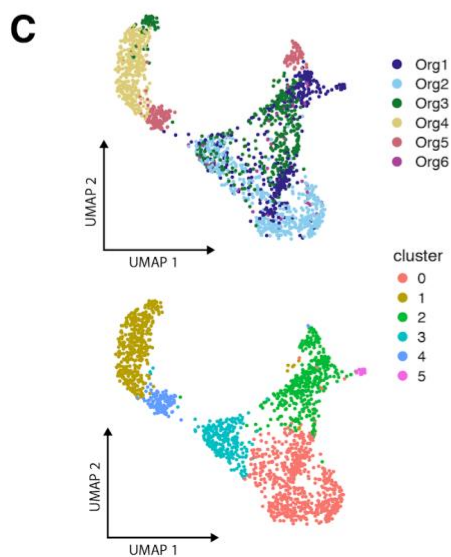 C
Org1
Org2
Org3
Org4
Org5
Org6
UMAP 2
UMAP 1
cluster
0
1
2
3
4
5
UMAP 2
UMAP 1